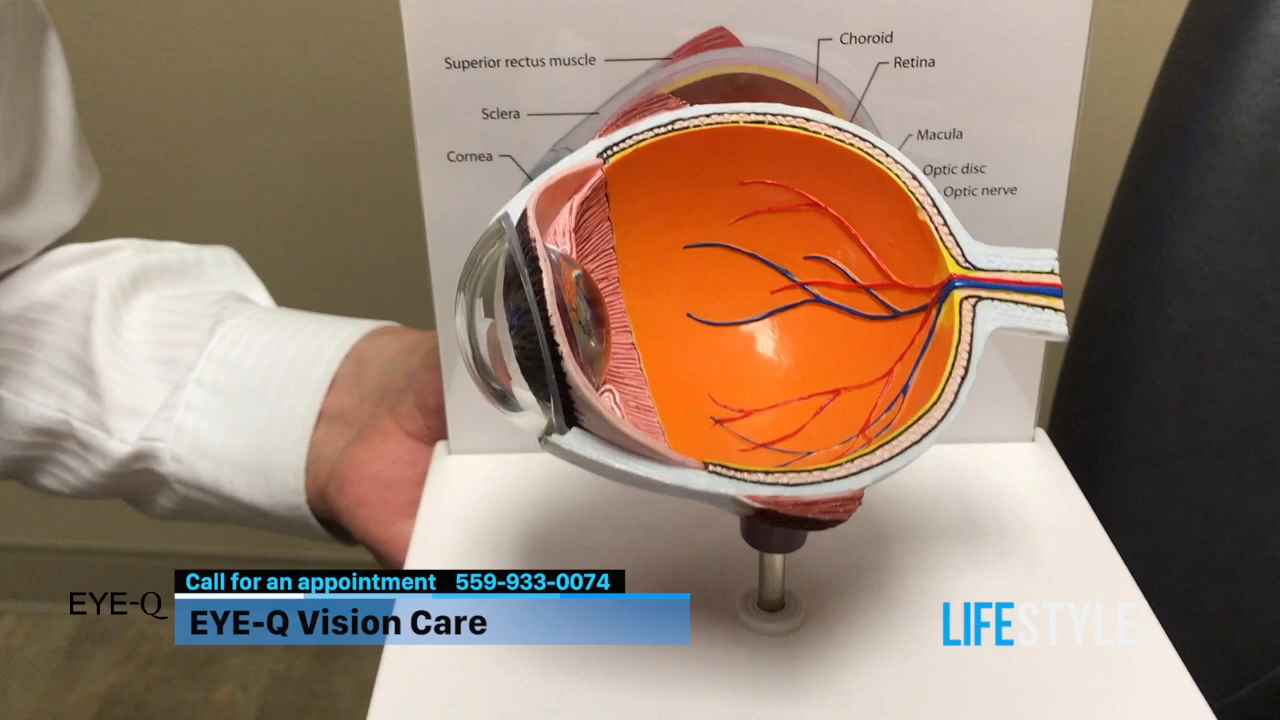 Choroid
Superior rectus muscle
Retina
Sclera
Macula
Cornea
Optic disc
Optic nerve
Call for an appointment 559-933-0074
EYE-Q
EYE-Q Vision Care
LIFESTYLE